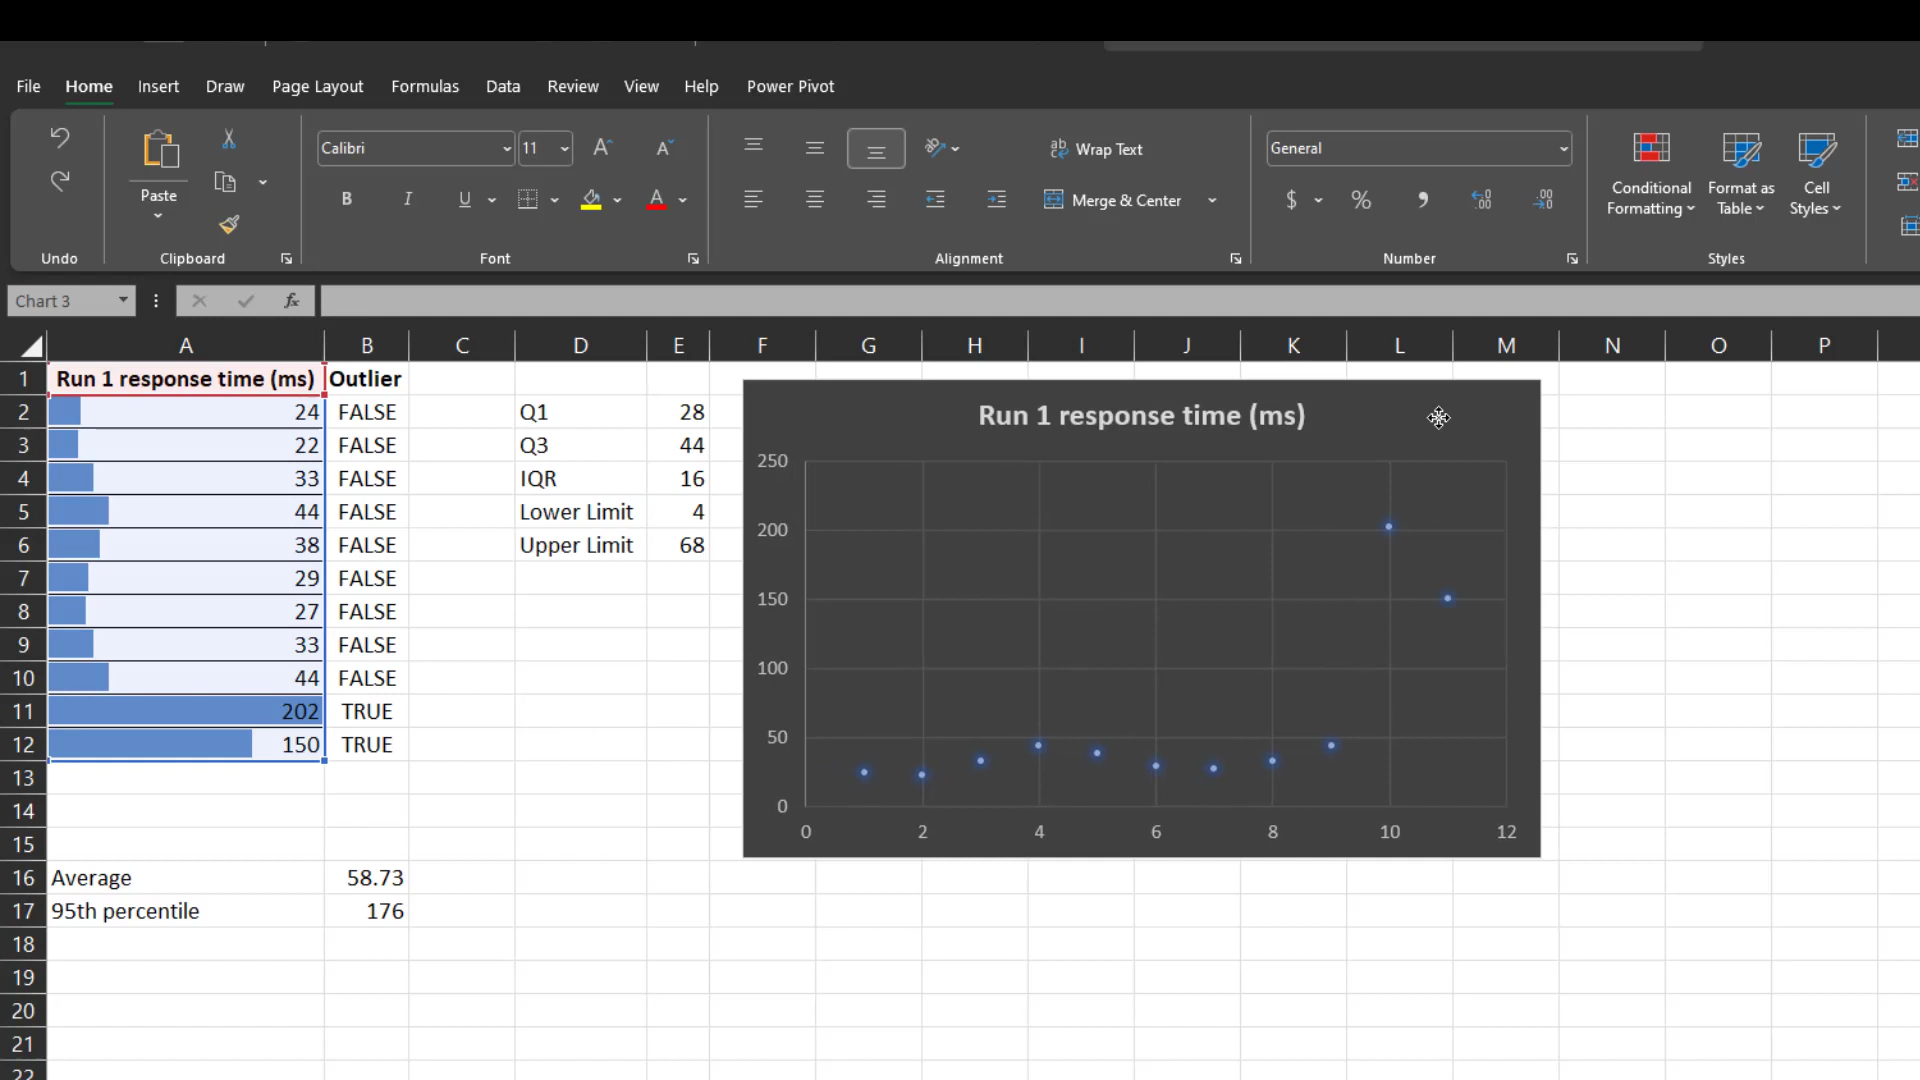 File Home Insert Draw Page Layout Formulas Data Review View Help Power Pivot
Calibri 11 Wrap Text General
Paste B I U A Merge & Center $ % Conditional Formatting Format as Table Cell Styles
Undo Clipboard Font Alignment Number Styles
Chart 3 fx
A B C D E F G H I J K L M N O P
1 Run 1 response time (ms) Outlier
2 24 FALSE Q1 28
3 22 FALSE Q3 44
4 33 FALSE IQR 16
5 44 FALSE Lower Limit 4
6 38 FALSE Upper Limit 68
7 29 FALSE
8 27 FALSE
9 33 FALSE
10 44 FALSE
11 202 TRUE
12 150 TRUE
13
14
15
16 Average 58.73
17 95th percentile 176
18
19
20
21
22
Run 1 response time (ms)
250
200
150
100
50
0
0 2 4 6 8 10 12